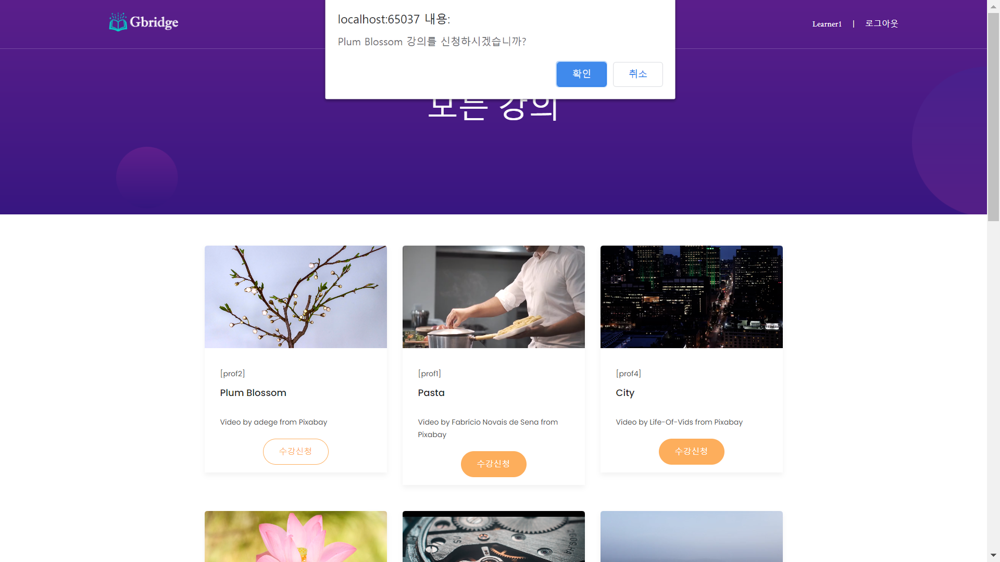 Gbridge
localhost:65037 내용:
Plum Blossom 강의를 신청하시겠습니까?
확인
취소
Learner1 | 로그아웃
모든 강의
[prof2]
Plum Blossom
Video by adege from Pixabay
수강신청
[prof1]
Pasta
Video by Fabrício Novais de Sena from
Pixabay
수강신청
[prof4]
City
Video by Life-Of-Vids from Pixabay
수강신청